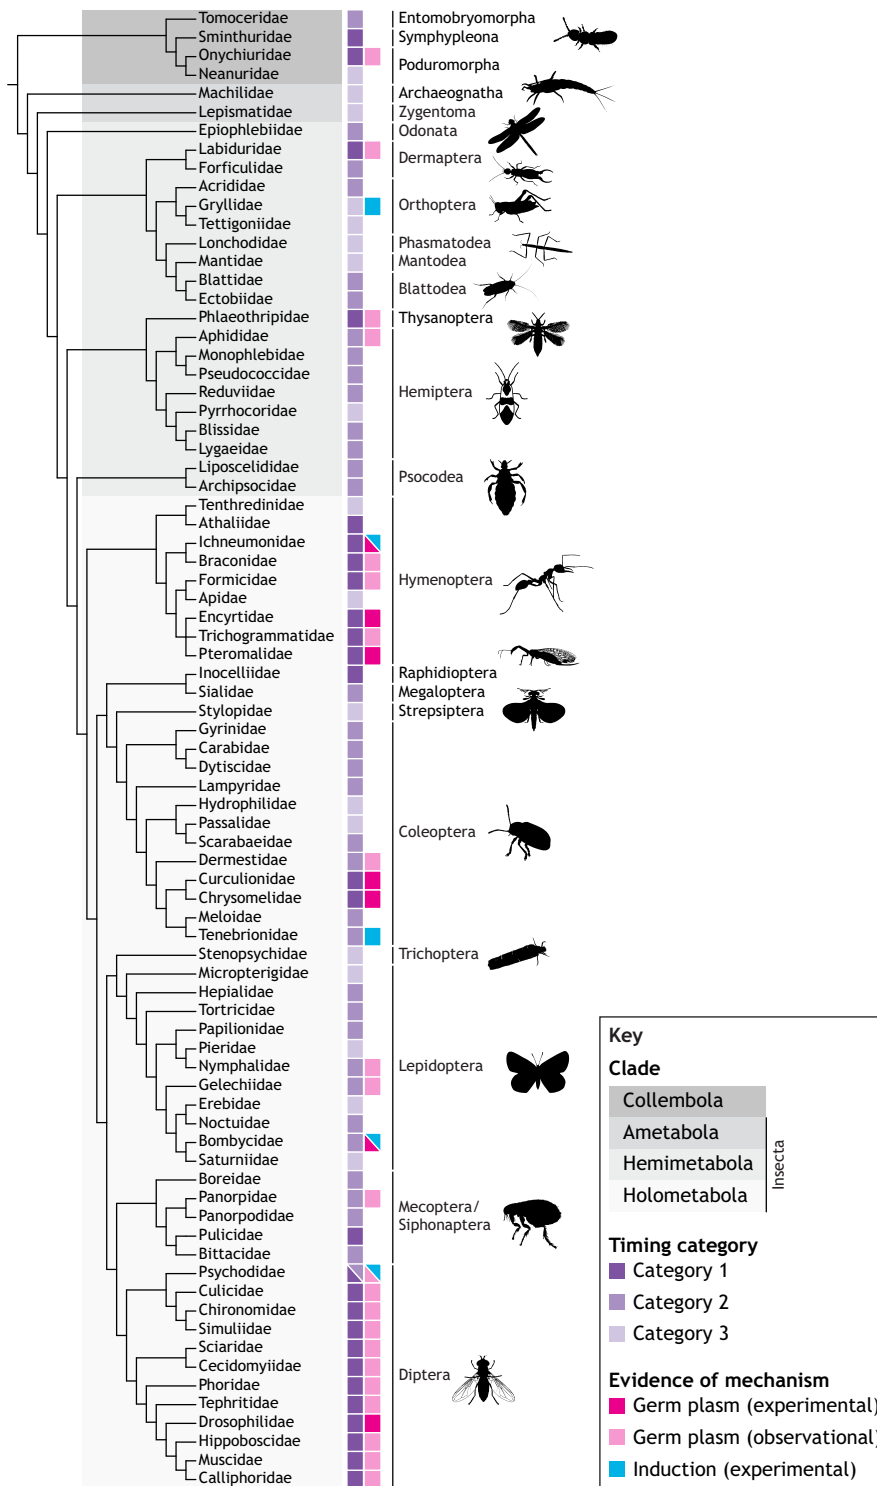 Tomoceridae
Sminthuridae
Onychiuridae
Neanuridae
Machilidae
Lepismatidae
Epiophlebiidae
Labiduridae
Forficulidae
Acrididae
Gryllidae
Tettigoniidae
Lonchodidae
Mantidae
Blattidae
Ectobiidae
Phlaeothripidae
Aphididae
Monophlebidae
Pseudococcidae
Reduviidae
Pyrrhocoridae
Blissidae
Lygaeidae
Liposcelididae
Archipsocidae
Tenthredinidae
Athaliidae
Ichneumonidae
Braconidae
Formicidae
Apidae
Encyrtidae
Trichogrammatidae
Pteromalidae
Inocelliidae
Sialidae
Stylopidae
Gyrinidae
Carabidae
Dytiscidae
Lampyridae
Hydrophilidae
Passalidae
Scarabaeidae
Dermestidae
Curculionidae
Chrysomelidae
Meloidae
Tenebrionidae
Stenopsychidae
Micropterigidae
Hepialidae
Tortricidae
Papilionidae
Pieridae
Nymphalidae
Gelechiidae
Erebidae
Noctuidae
Bombycidae
Saturniidae
Boreidae
Panorpidae
Panorpodidae
Pulicidae
Bittacidae
Psychodidae
Culicidae
Chironomidae
Simuliidae
Sciaridae
Cecidomyiidae
Phoridae
Tephritidae
Drosophilidae
Hippoboscidae
Muscidae
Calliphoridae
Entomobryomorpha
Symphypleona
Poduromorpha
Archaeognatha
Zygentoma
Odonata
Dermaptera
Orthoptera
Phasmatodea
Mantodea
Blattodea
Thysanoptera
Hemiptera
Psocodea
Hymenoptera
Raphidioptera
Megaloptera
Strepsiptera
Coleoptera
Trichoptera
Lepidoptera
Mecoptera/
Siphonaptera
Diptera
Key
Clade
Collembola
Ametabola
Hemimetabola
Holometabola
Insecta
Timing category
Category 1
Category 2
Category 3
Evidence of mechanism
Germ plasm (experimental)
Germ plasm (observational)
Induction (experimental)